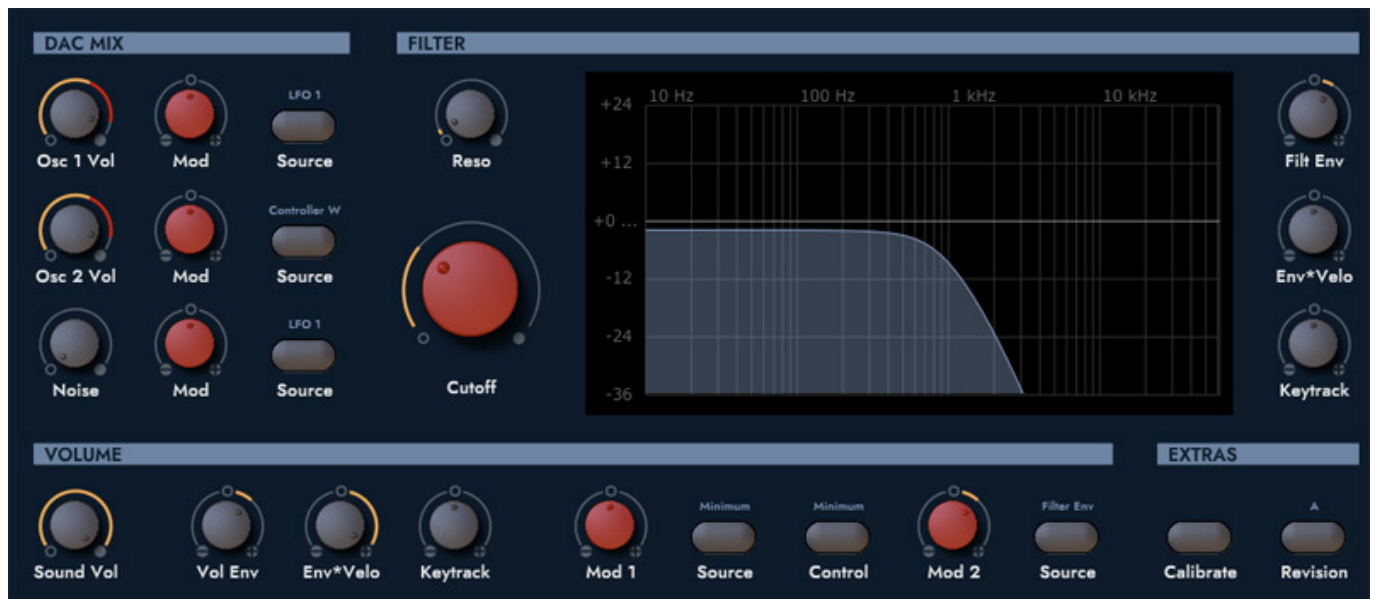 DAC MIX
FILTER
LFO 1
Osc 1 Vol
Mod
Source
Reso
10 Hz
100 Hz
1 kHz
10 kHz
+24
+12
+0 ...
-12
-24
-36
Filt Env
Controller W
Osc 2 Vol
Mod
Source
Env*Velo
LFO 1
Noise
Mod
Source
Cutoff
Keytrack
VOLUME
EXTRAS
Minimum
Minimum
Filter Env
A
Sound Vol
Vol Env
Env*Velo
Keytrack
Mod 1
Source
Control
Mod 2
Source
Calibrate
Revision